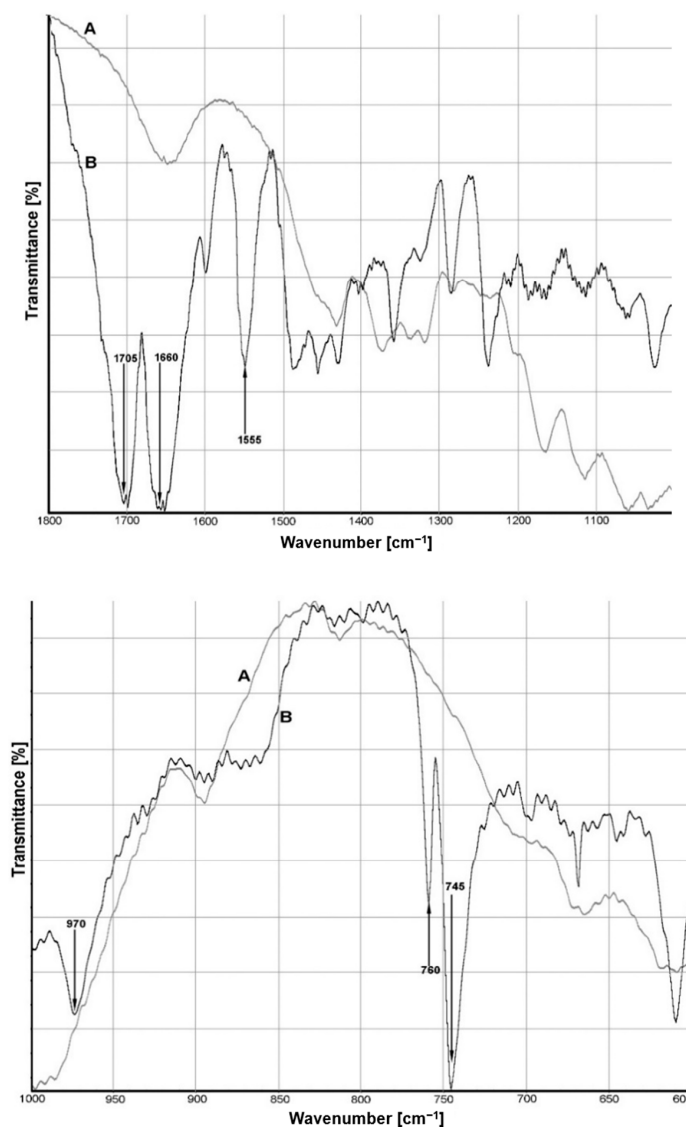 A
B
Transmittance [%]
1705
1660
1555
1800
1700
1600
1500
1400
1300
1200
1100
Wavenumber [cm⁻¹]
A
B
Transmittance [%]
970
745
760
1000
950
900
850
800
750
700
650
60
Wavenumber [cm⁻¹]